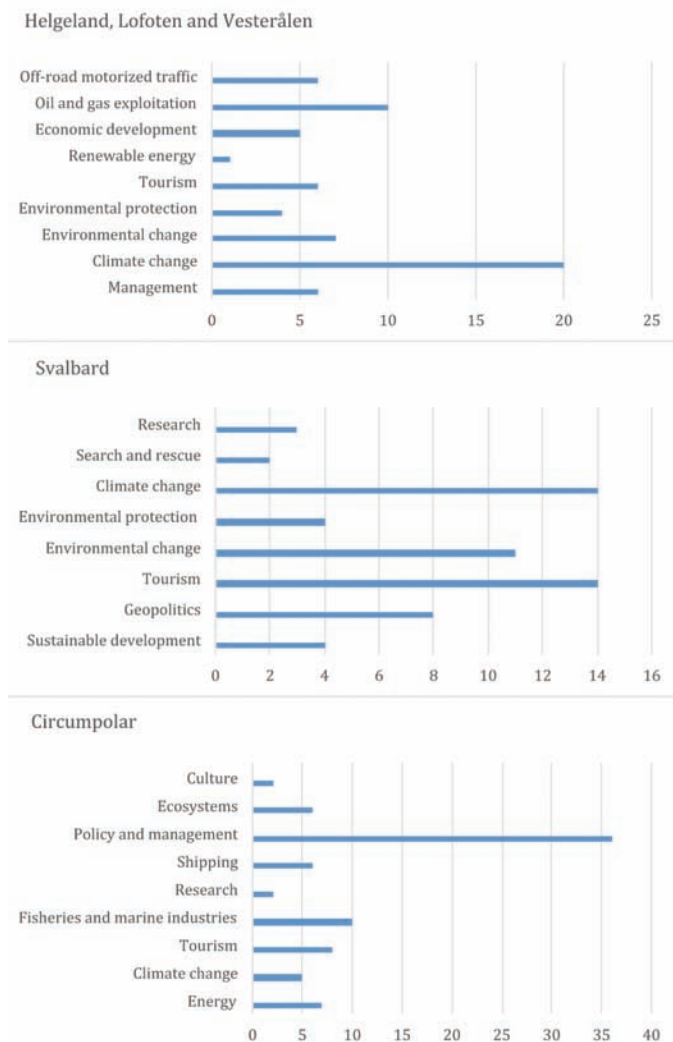 Helgeland, Lofoten and Vesterålen
Off-road motorized traffic
Oil and gas exploitation
Economic development
Renewable energy
Tourism
Environmental protection
Environmental change
Climate change
Management
0 5 10 15 20 25
Svalbard
Research
Search and rescue
Climate change
Environmental protection
Environmental change
Tourism
Geopolitics
Sustainable development
0 2 4 6 8 10 12 14 16
Circumpolar
Culture
Ecosystems
Policy and management
Shipping
Research
Fisheries and marine industries
Tourism
Climate change
Energy
0 5 10 15 20 25 30 35 40